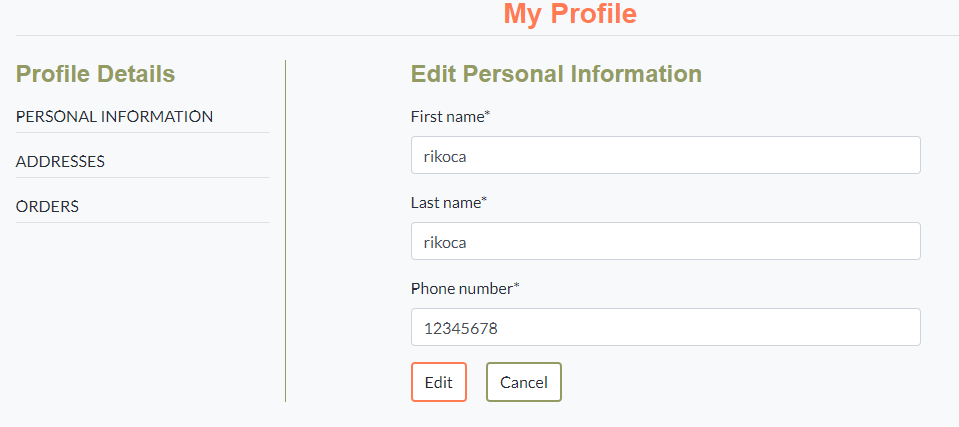 My Profile
Profile Details
PERSONAL INFORMATION
ADDRESSES
ORDERS
Edit Personal Information
First name*
rikoca
Last name*
rikoca
Phone number*
12345678
Edit Cancel